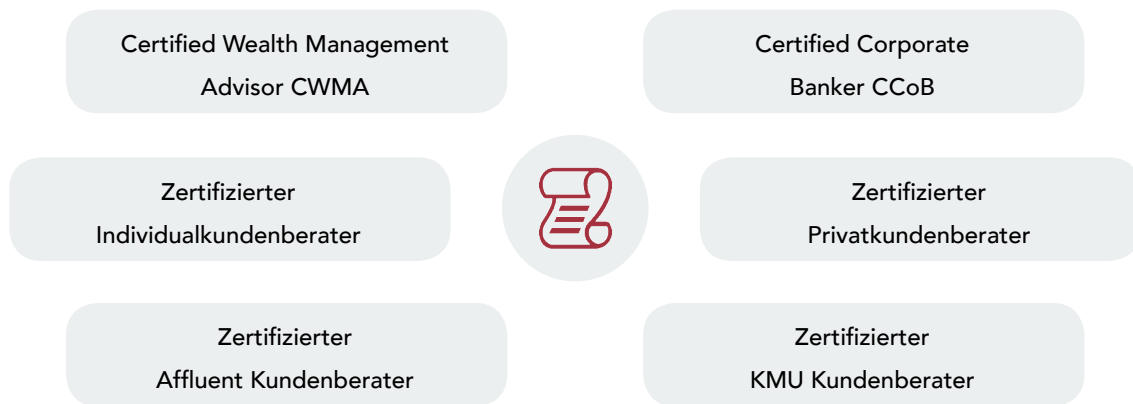 Certified Wealth Management
Advisor CWMA
Certified Corporate
Banker CCoB
Zertifizierter
Individualkundenberater
Zertifizierter
Privatkundenberater
Zertifizierter
Affluent Kundenberater
Zertifizierter
KMU Kundenberater